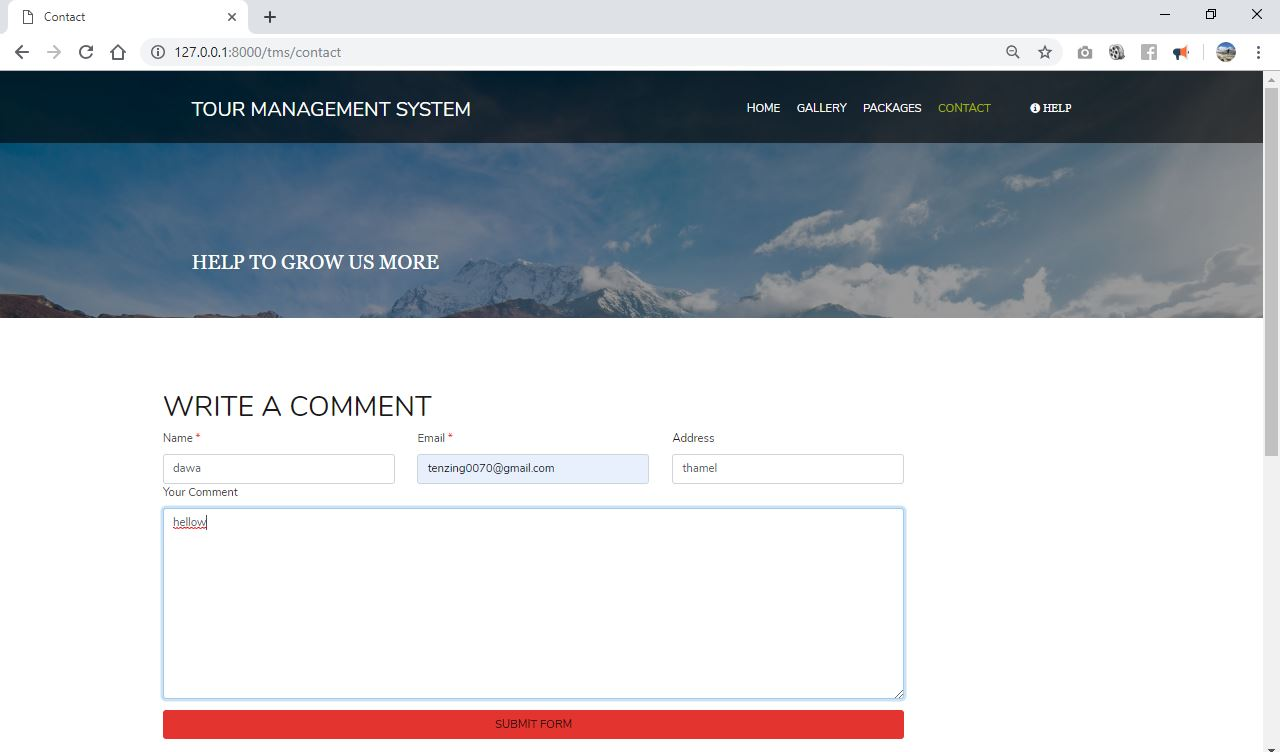 Contact
127.0.0.1:8000/tms/contact
TOUR MANAGEMENT SYSTEM
HOME GALLERY PACKAGES CONTACT HELP
HELP TO GROW US MORE
WRITE A COMMENT
Name * Email * Address
dawa tenzing0070@gmail.com thamel
Your Comment
hellow
SUBMIT FORM